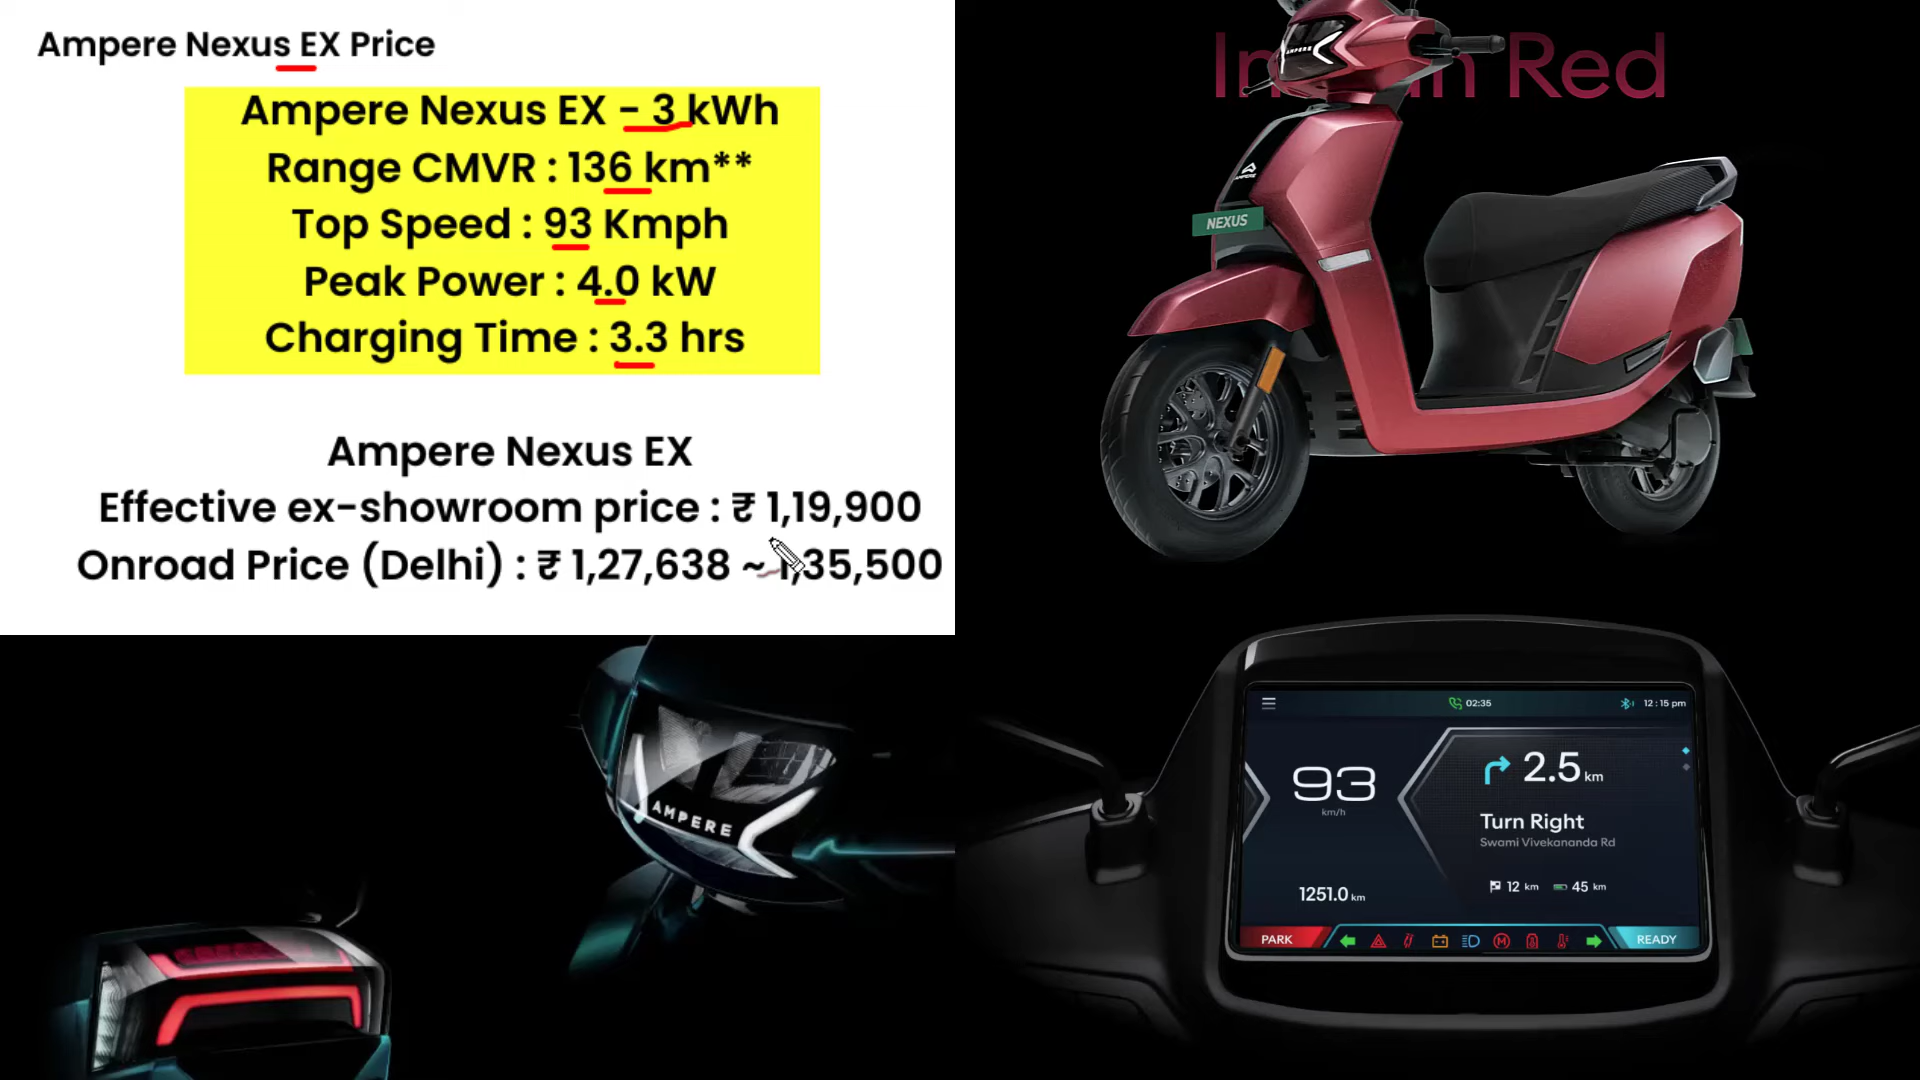 Ampere Nexus EX Price
Ampere Nexus EX - 3 kWh
Range CMVR : 136 km**
Top Speed : 93 Kmph
Peak Power : 4.0 kW
Charging Time : 3.3 hrs
Ampere Nexus EX
Effective ex-showroom price : ₹ 1,19,900
Onroad Price (Delhi) : ₹ 1,27,638 ~ 1,35,500
Red
AMPERE
AMPERE
NEXUS
AMPERE
02:35
12:15 pm
93
km/h
2.5 km
Turn Right
Swami Vivekananda Rd
12 km 45 km
1251.0 km
PARK
READY